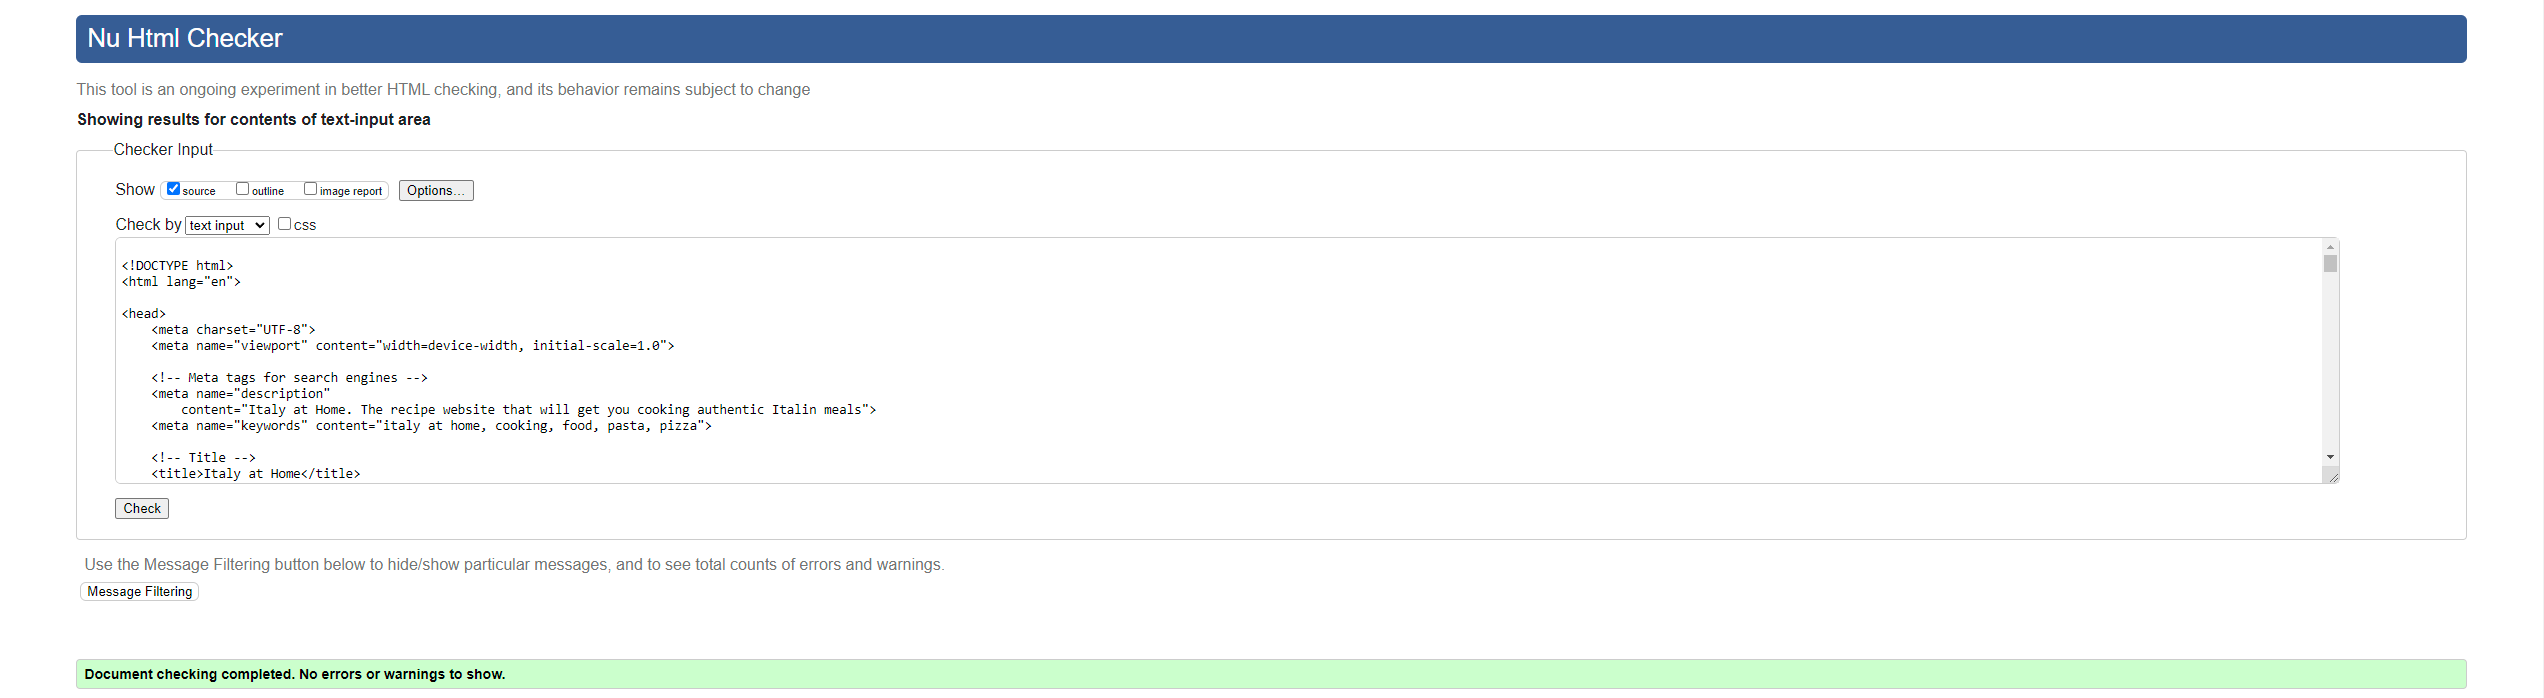 Nu Html Checker
This tool is an ongoing experiment in better HTML checking, and its behavior remains subject to change
Showing results for contents of text-input area
Checker Input
Show source outline image report Options...
Check by text input css
<!DOCTYPE html>
<html lang="en">
<head>
    <meta charset="UTF-8">
    <meta name="viewport" content="width=device-width, initial-scale=1.0">
    <!-- Meta tags for search engines -->
    <meta name="description"
        content="Italy at Home. The recipe website that will get you cooking authentic Italin meals">
    <meta name="keywords" content="italy at home, cooking, food, pasta, pizza">
    <!-- Title -->
    <title>Italy at Home</title>
Check
Use the Message Filtering button below to hide/show particular messages, and to see total counts of errors and warnings.
Message Filtering
Document checking completed. No errors or warnings to show.